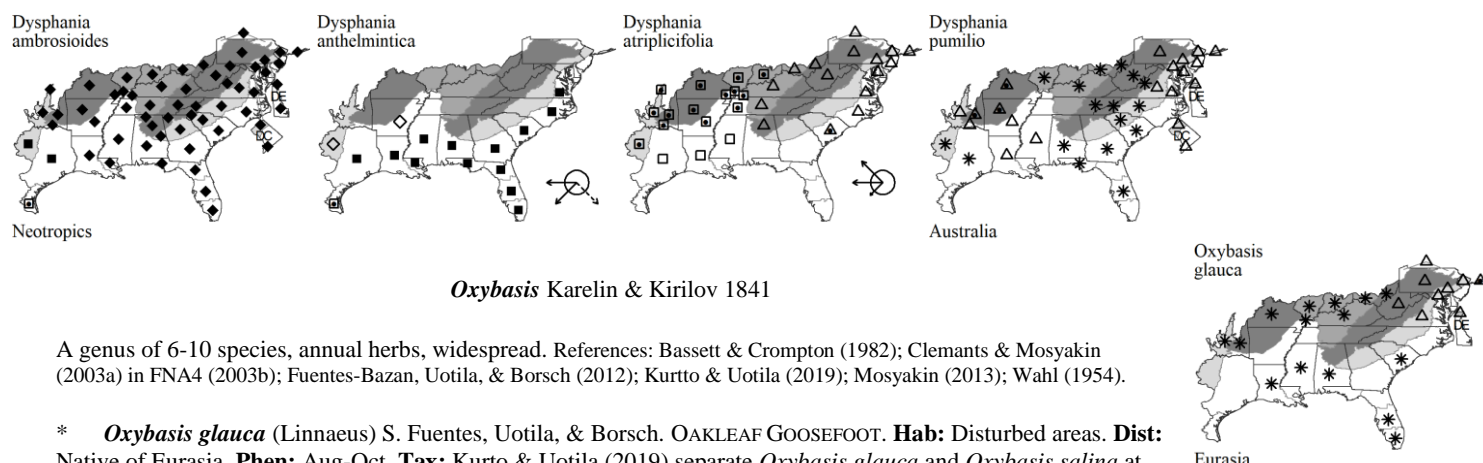 Dysphania
ambrosioides
Dysphania
anthelmintica
Dysphania
atriplicifolia
Dysphania
pumilio
DE
DC
DE
Neotropics
Australia
Oxybasis
glauca
DE
Eurasia
Oxybasis Karelin & Kirilov 1841
A genus of 6-10 species, annual herbs, widespread. References: Bassett & Crompton (1982); Clemants & Mosyakin
(2003a) in FNA4 (2003b); Fuentes-Bazan, Uotila, & Borsch (2012); Kurtto & Uotila (2019); Mosyakin (2013); Wahl (1954).
* Oxybasis glauca (Linnaeus) S. Fuentes, Uotila, & Borsch. OAKLEAF GOOSEFOOT. Hab: Disturbed areas. Dist:
Native of Eurasia. Phen: Aug-Oct. Tax: Kurto & Uotila (2019) separate Oxybasis glauca and Oxybasis salina at